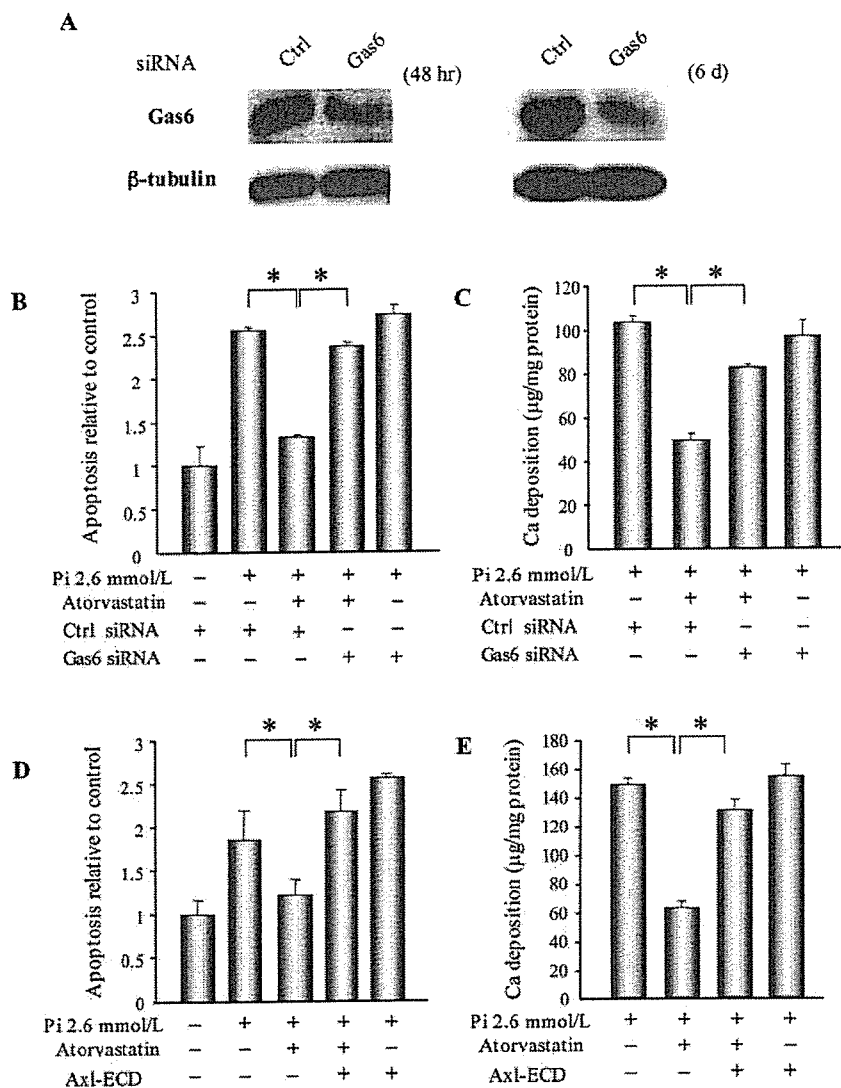 A
siRNA Ctrl Gas6 (48 hr) Ctrl Gas6 (6 d)
Gas6
β-tubulin
B
Apoptosis relative to control
3
2.5
2
1.5
1
0.5
0
* *
Pi 2.6 mmol/L − + + + +
Atorvastatin − − + + −
Ctrl siRNA + + + − −
Gas6 siRNA − − − + +
C
Ca deposition (µg/mg protein)
120
100
80
60
40
20
0
* *
Pi 2.6 mmol/L + + + +
Atorvastatin − + + −
Ctrl siRNA + + − −
Gas6 siRNA − − + +
D
Apoptosis relative to control
3
2.5
2
1.5
1
0.5
0
* *
Pi 2.6 mmol/L − + + + +
Atorvastatin − − + + −
Axl-ECD − − − + +
E
Ca deposition (µg/mg protein)
180
160
140
120
100
80
60
40
20
0
* *
Pi 2.6 mmol/L + + + +
Atorvastatin − + + −
Axl-ECD − − + +